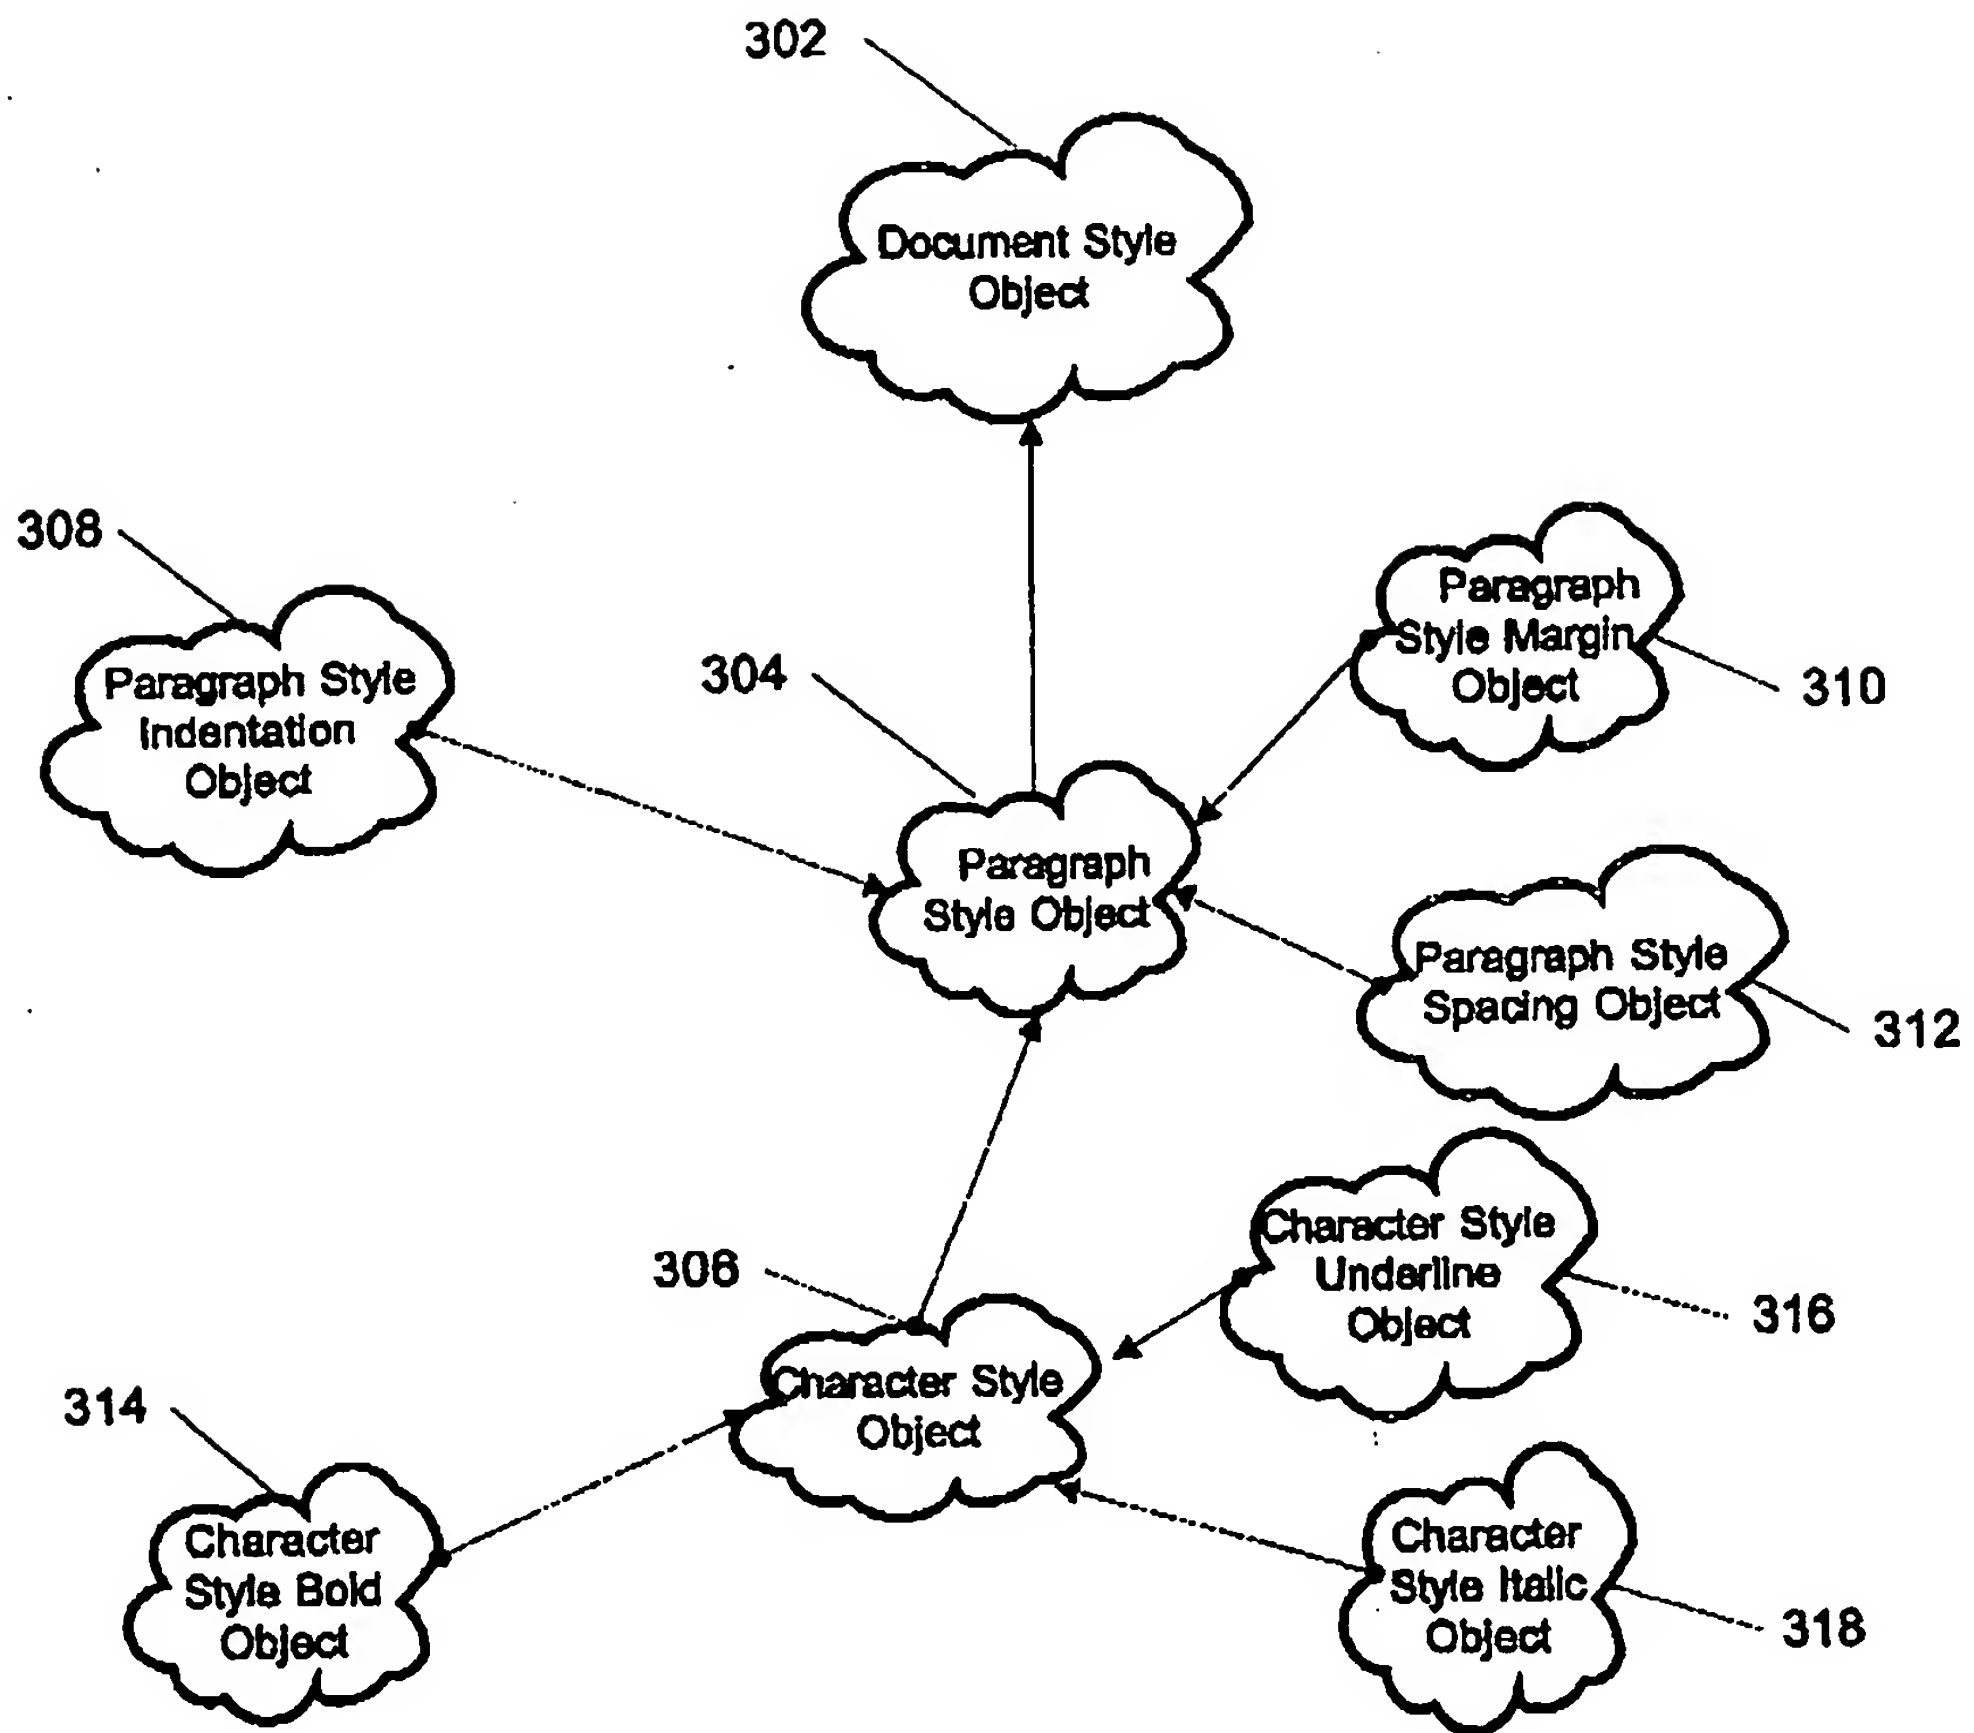 302
Document Style
Object
308
Paragraph Style
Indentation
Object
304
Paragraph
Style Margin
Object
310
Paragraph
Style Object
Paragraph Style
Spacing Object
312
306
Character Style
Underline
Object
316
Character Style
Object
314
Character
Style Bold
Object
Character
Style Italic
Object
318